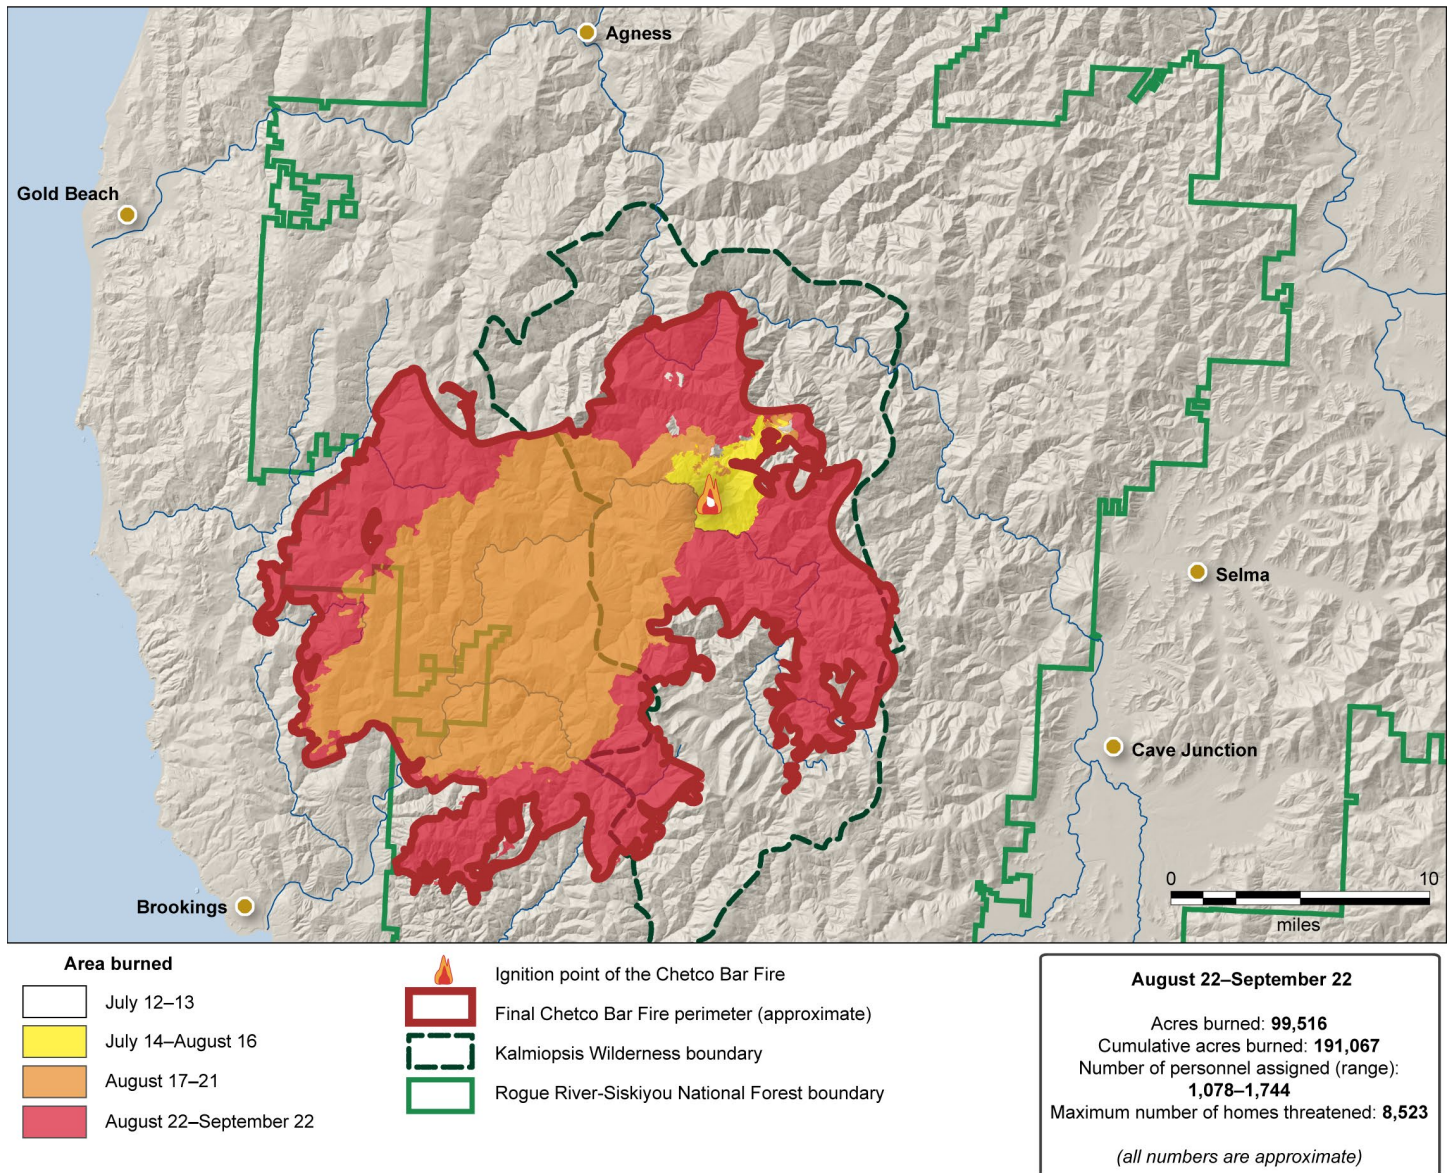 Agness
Gold Beach
Selma
Cave Junction
Brookings
0 10
miles
Area burned
July 12–13
July 14–August 16
August 17–21
August 22–September 22
Ignition point of the Chetco Bar Fire
Final Chetco Bar Fire perimeter (approximate)
Kalmiopsis Wilderness boundary
Rogue River-Siskiyou National Forest boundary
August 22–September 22
Acres burned: 99,516
Cumulative acres burned: 191,067
Number of personnel assigned (range):
1,078–1,744
Maximum number of homes threatened: 8,523
(all numbers are approximate)